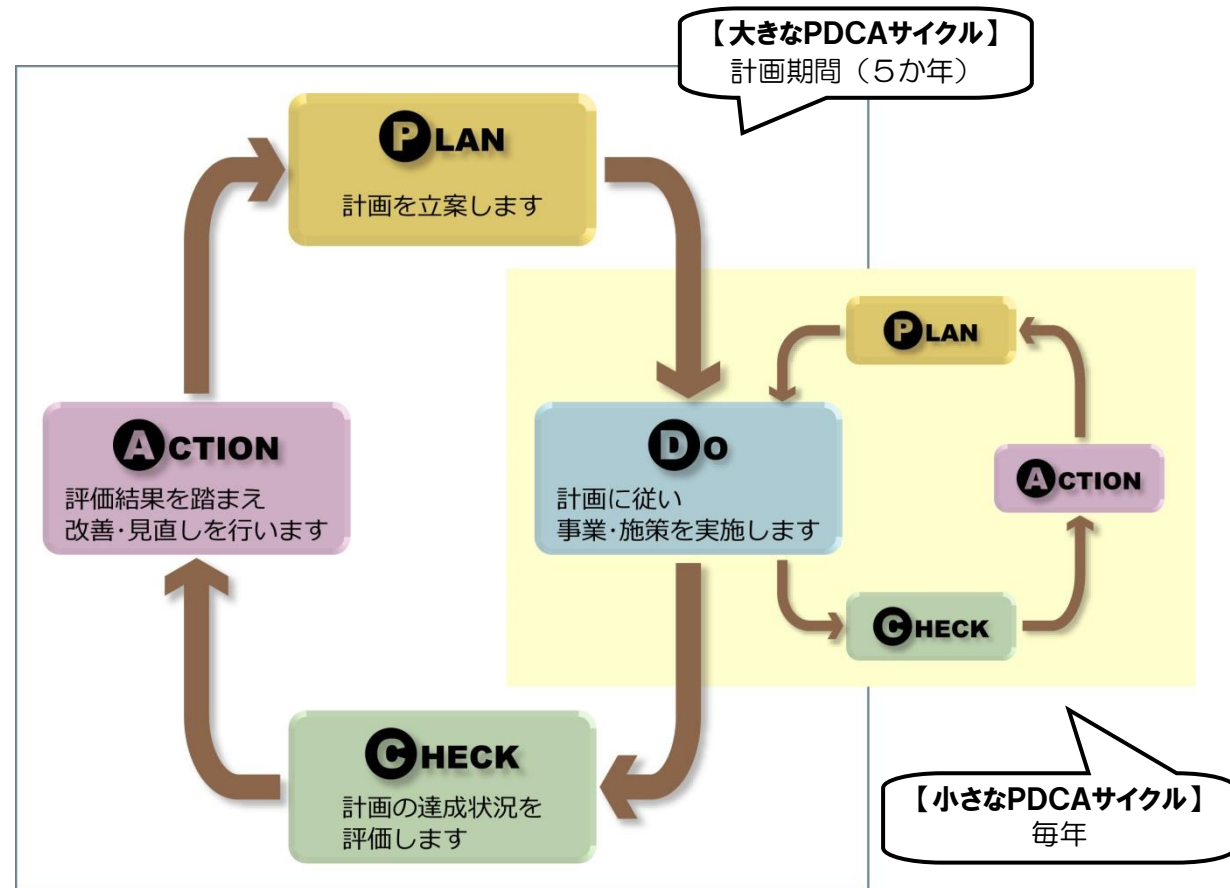 【大きなPDCAサイクル】
計画期間（５か年）
PLAN
計画を立案します
PLAN
ACTION
評価結果を踏まえ
改善・見直しを行います
DO
計画に従い
事業・施策を実施します
ACTION
CHECK
CHECK
計画の達成状況を
評価します
【小さなPDCAサイクル】
毎年